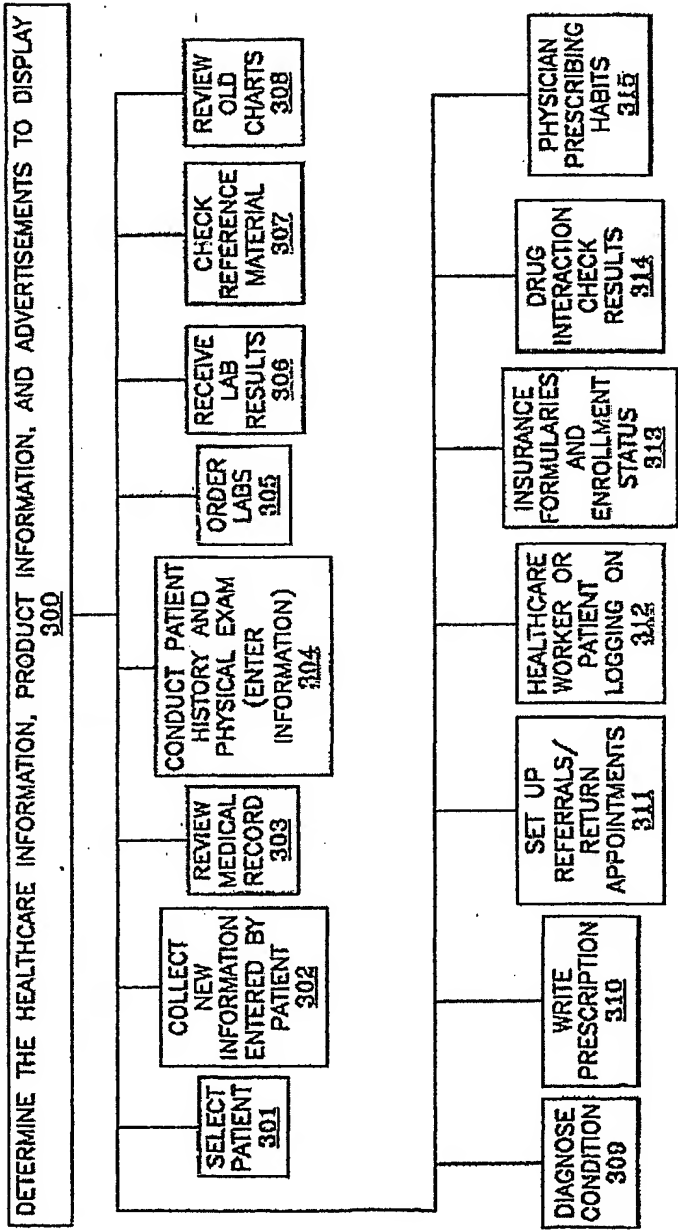 DETERMINE THE HEALTHCARE INFORMATION, PRODUCT INFORMATION, AND ADVERTISEMENTS TO DISPLAY
300
SELECT
PATIENT
301
COLLECT
NEW
INFORMATION
ENTERED BY
PATIENT
302
REVIEW
MEDICAL
RECORD
303
CONDUCT PATIENT
HISTORY AND
PHYSICAL EXAM
(ENTER
INFORMATION)
304
ORDER
LABS
305
RECEIVE
LAB
RESULTS
306
CHECK
REFERENCE
MATERIAL
307
REVIEW
OLD
CHARTS
308
DIAGNOSE
CONDITION
309
WRITE
PRESCRIPTION
310
SET UP
REFERRALS/
RETURN
APPOINTMENTS
311
HEALTHCARE
WORKER OR
PATIENT
LOGGING ON
312
INSURANCE
FORMULARIES
AND
ENROLLMENT
STATUS
313
DRUG
INTERACTION
CHECK
RESULTS
314
PHYSICIAN
PRESCRIBING
HABITS
315